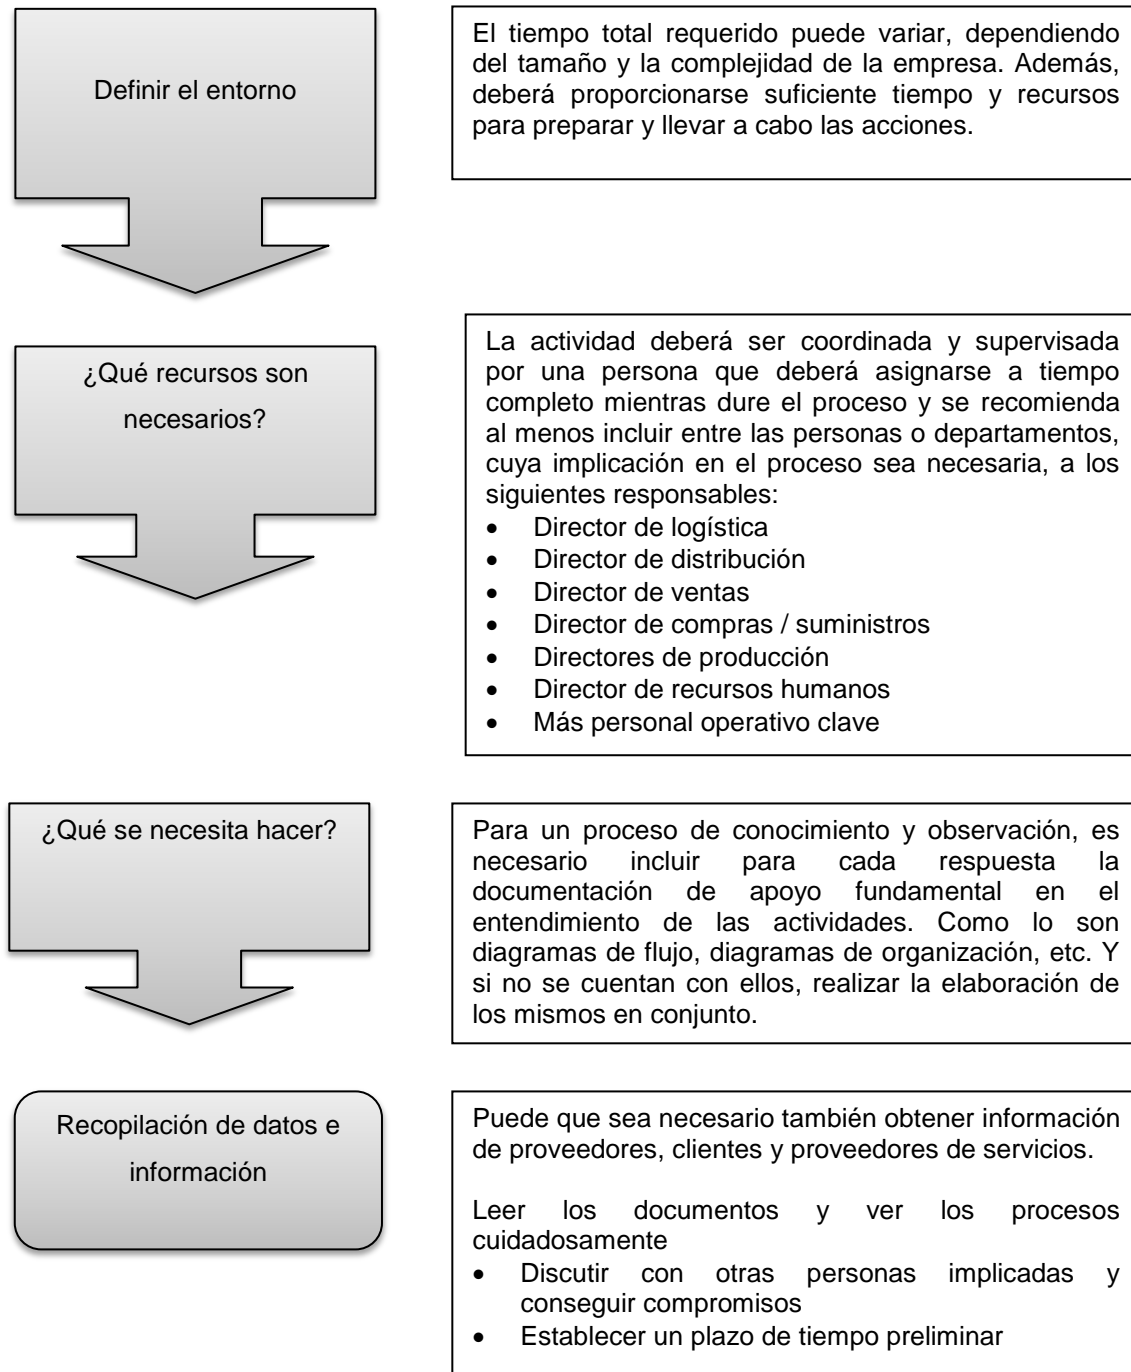 Definir el entorno
El tiempo total requerido puede variar, dependiendo
del tamaño y la complejidad de la empresa. Además,
deberá proporcionarse suficiente tiempo y recursos
para preparar y llevar a cabo las acciones.
¿Qué recursos son
necesarios?
La actividad deberá ser coordinada y supervisada
por una persona que deberá asignarse a tiempo
completo mientras dure el proceso y se recomienda
al menos incluir entre las personas o departamentos,
cuya implicación en el proceso sea necesaria, a los
siguientes responsables:
• Director de logística
• Director de distribución
• Director de ventas
• Director de compras / suministros
• Directores de producción
• Director de recursos humanos
• Más personal operativo clave
¿Qué se necesita hacer?
Para un proceso de conocimiento y observación, es
necesario incluir para cada respuesta la
documentación de apoyo fundamental en el
entendimiento de las actividades. Como lo son
diagramas de flujo, diagramas de organización, etc. Y
si no se cuentan con ellos, realizar la elaboración de
los mismos en conjunto.
Recopilación de datos e
información
Puede que sea necesario también obtener información
de proveedores, clientes y proveedores de servicios.
Leer los documentos y ver los procesos
cuidadosamente
• Discutir con otras personas implicadas y
conseguir compromisos
• Establecer un plazo de tiempo preliminar